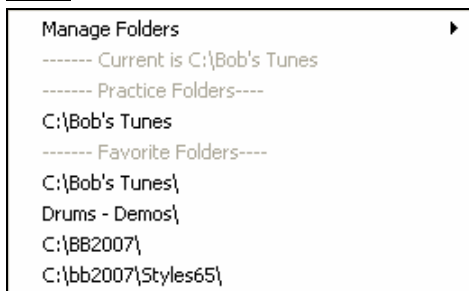 Manage Folders
------- Current is C:\Bob's Tunes
------- Practice Folders----
C:\Bob's Tunes
------- Favorite Folders----
C:\Bob's Tunes\
Drums - Demos\
C:\BB2007\
C:\bb2007\Styles65\